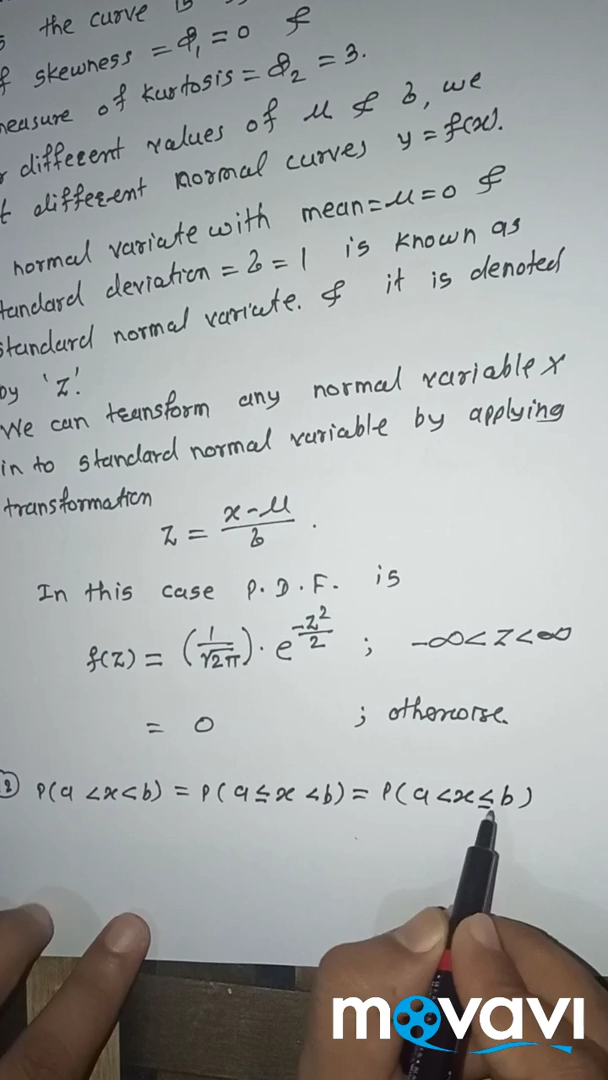 the curve is
f skewness = β₁ = 0 &
measure of kurtosis = β₂ = 3.
different values of μ & б, we
different normal curves y = f(x).
normal variate with mean = μ = 0 &
tandard deviation = б = 1 is known as
standard normal variate. & it is denoted
by 'Z'.
We can transform any normal variable X
in to standard normal variable by applying
transformation
Z = (x - μ)/б .
In this case P.D.F. is
f(z) = (1/√2π) · e^(-z²/2) ; -∞ < z < ∞
= 0 ; otherwise.
P(a < x < b) = P(a ≤ x < b) = P(a < x ≤ b)
movavi